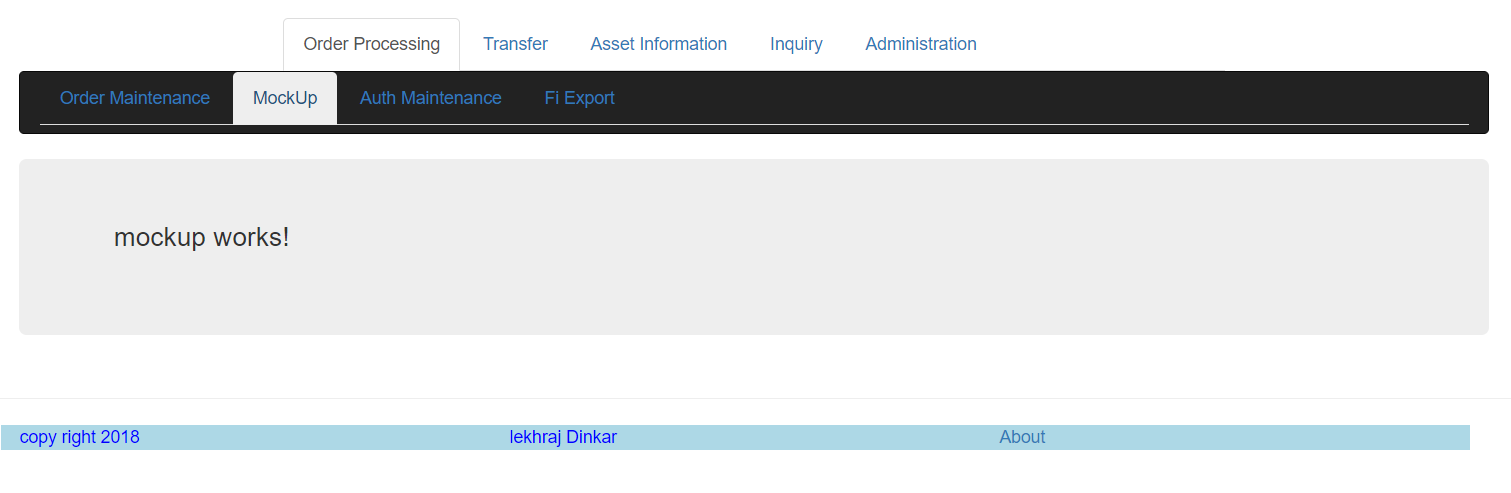 Order Processing Transfer Asset Information Inquiry Administration
Order Maintenance MockUp Auth Maintenance Fi Export
mockup works!
copy right 2018 lekhraj Dinkar About